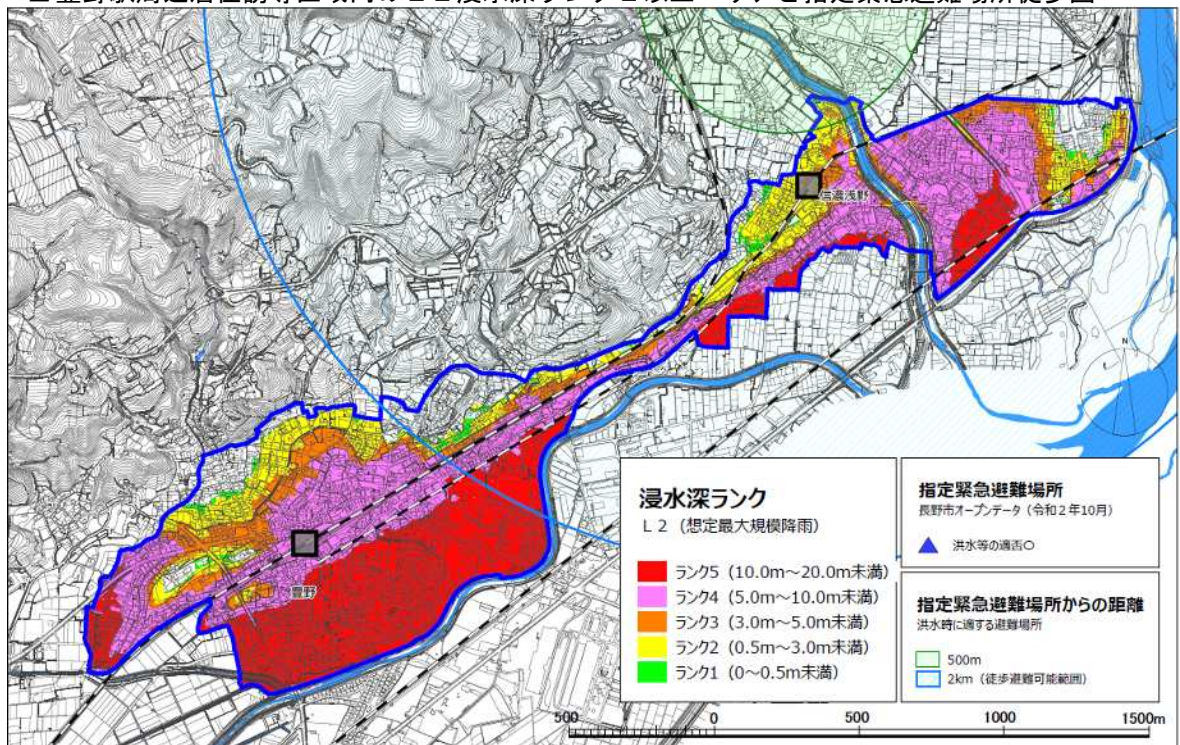 信濃浅野
豊野
浸水深ランク
L2（想定最大規模降雨）
ランク5（10.0m～20.0m未満）
ランク4（5.0m～10.0m未満）
ランク3（3.0m～5.0m未満）
ランク2（0.5m～3.0m未満）
ランク1（0～0.5m未満）
指定緊急避難場所
長野市オープンデータ（令和2年10月）
洪水等の適否〇
指定緊急避難場所からの距離
洪水時に適する避難場所
500m
2km（徒歩避難可能範囲）
N
500 0 500 1000 1500m